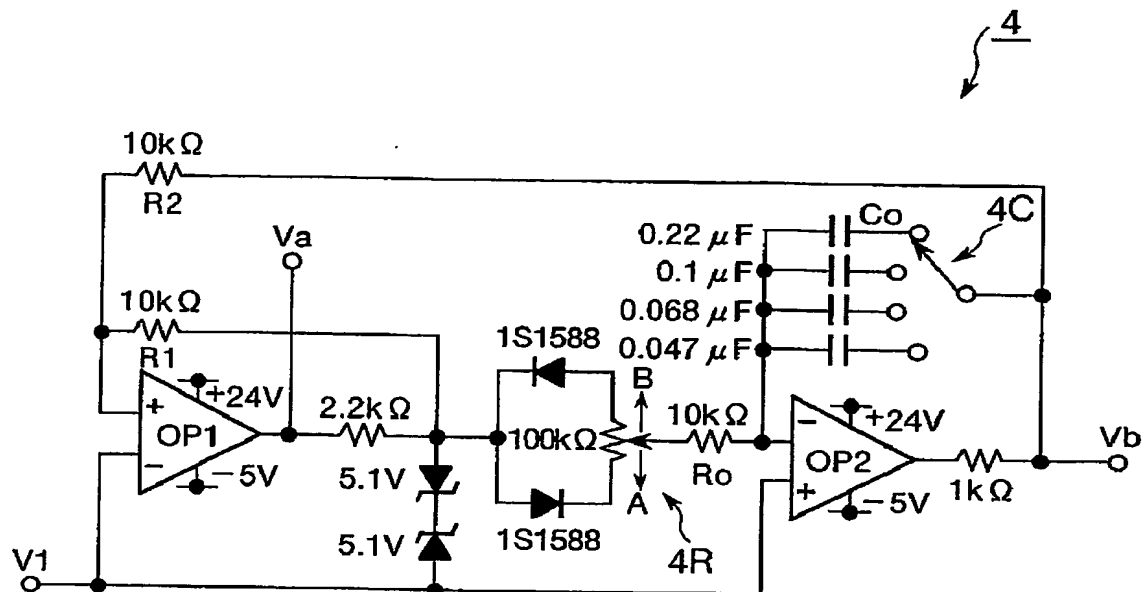 4
10kΩ
R2
Va
Co
4C
0.22 μF
0.1 μF
0.068 μF
0.047 μF
10kΩ
R1
1S1588
B
+24V
+
OP1
−
−5V
2.2kΩ
100kΩ
10kΩ
Ro
+24V
−
OP2
+
−5V
1kΩ
Vb
5.1V
A
1S1588
4R
5.1V
V1